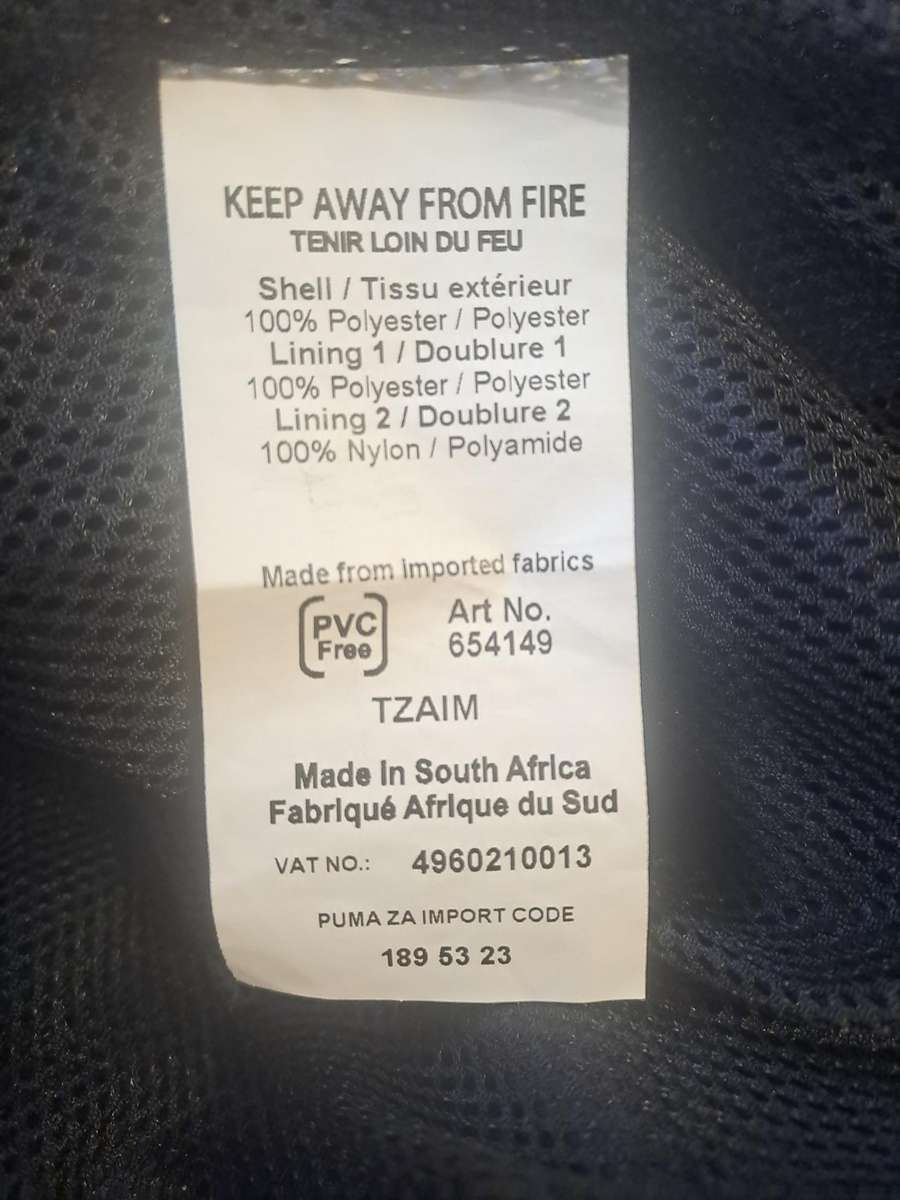 KEEP AWAY FROM FIRE
TENIR LOIN DU FEU
Shell / Tissu extérieur
100% Polyester / Polyester
Lining 1 / Doublure 1
100% Polyester / Polyester
Lining 2 / Doublure 2
100% Nylon / Polyamide
Made from imported fabrics
PVC
Free
Art No.
654149
TZAIM
Made in South Africa
Fabriqué Afrique du Sud
VAT NO.: 4960210013
PUMA ZA IMPORT CODE
189 53 23